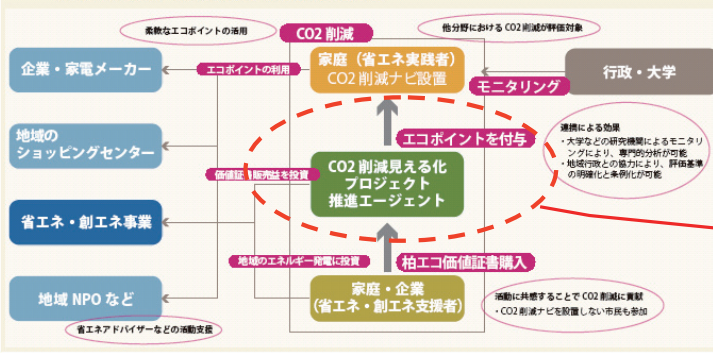 柔軟なエコポイントの活用
CO2削減
他分野におけるCO2削減が評価対象
企業・家電メーカー
エコポイントの利用
家庭（省エネ実践者）
CO2削減ナビ設置
モニタリング
行政・大学
地域の
ショッピングセンター
エコポイントを付与
連携による効果
・大学などの研究機関によるモニタリ
ングにより、専門的分析が可能
・地域行政との協力により、評価基準
の明確化と条例化が可能
価値証書販売益を投資
CO2削減見える化
プロジェクト
推進エージェント
省エネ・創エネ事業
地域のエネルギー発電に投資
柏エコ価値証書購入
地域NPOなど
家庭・企業
（省エネ・創エネ支援者）
活動に共感することでCO2削減に貢献
・CO2削減ナビを設置しない市民も参加
省エネアドバイザーなどの活動支援